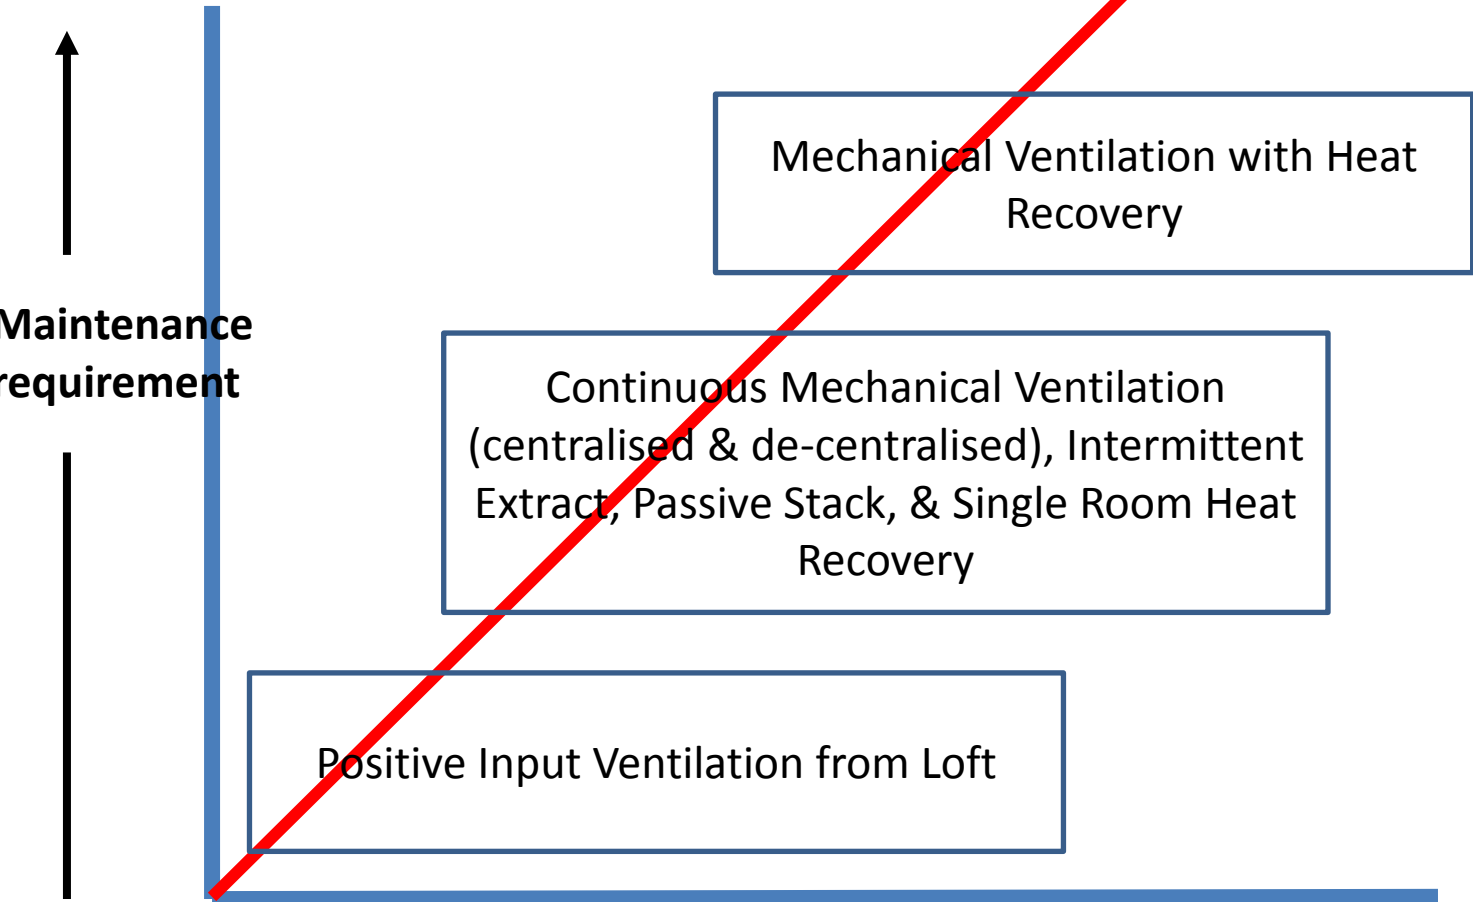 Mechanical Ventilation with Heat
Recovery
Maintenance
requirement
Continuous Mechanical Ventilation
(centralised & de-centralised), Intermittent
Extract, Passive Stack, & Single Room Heat
Recovery
Positive Input Ventilation from Loft